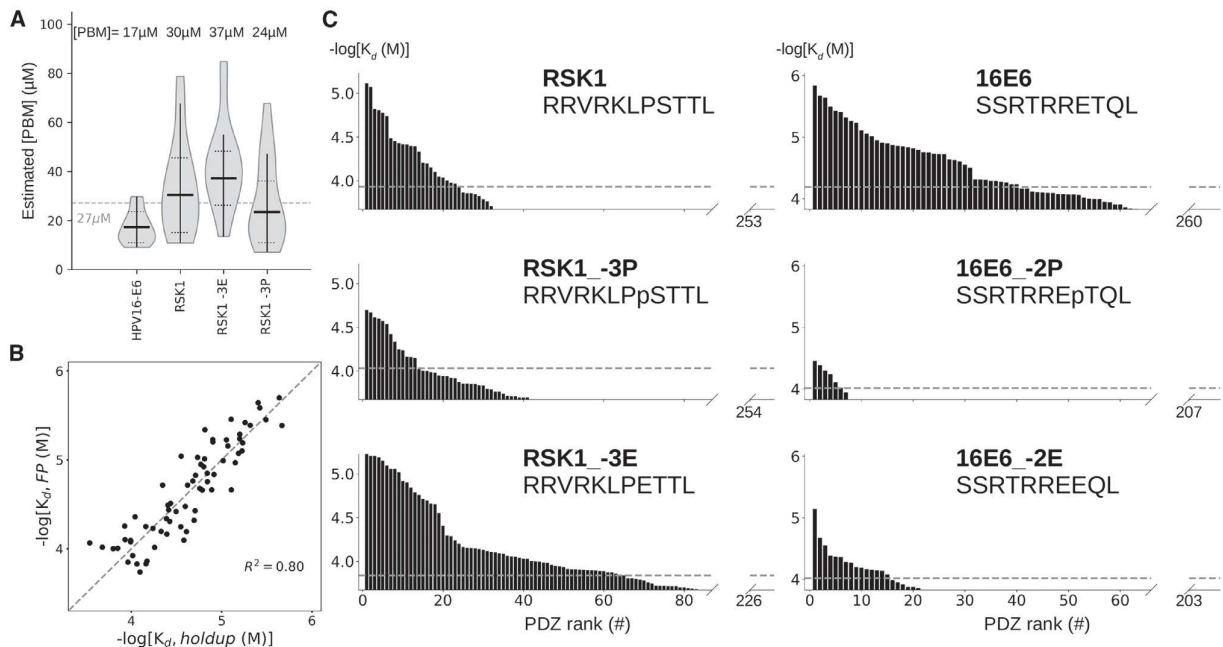 A
100
80
60
40
20
0
Estimated [PBM] (µM)
[PBM]= 17µM 30µM 37µM 24µM
27µM
HPV16-E6
RSK1
RSK1 -3E
RSK1 -3P
B
6
5
4
-log[Kd, FP (M)]
R² = 0.80
4 5 6
-log[Kd, holdup (M)]
C
-log[Kd (M)]
5.0
4.5
4.0
RSK1
RRVRKLPSTTL
253
-log[Kd (M)]
6
5
4
16E6
SSRTRRETQL
260
5.0
4.5
4.0
RSK1_-3P
RRVRKLPpSTTL
254
6
5
4
16E6_-2P
SSRTRREpTQL
207
5.0
4.5
4.0
RSK1_-3E
RRVRKLPETTL
0 20 40 60 80 226
PDZ rank (#)
6
5
4
16E6_-2E
SSRTRREEQL
0 10 20 30 40 50 60 203
PDZ rank (#)